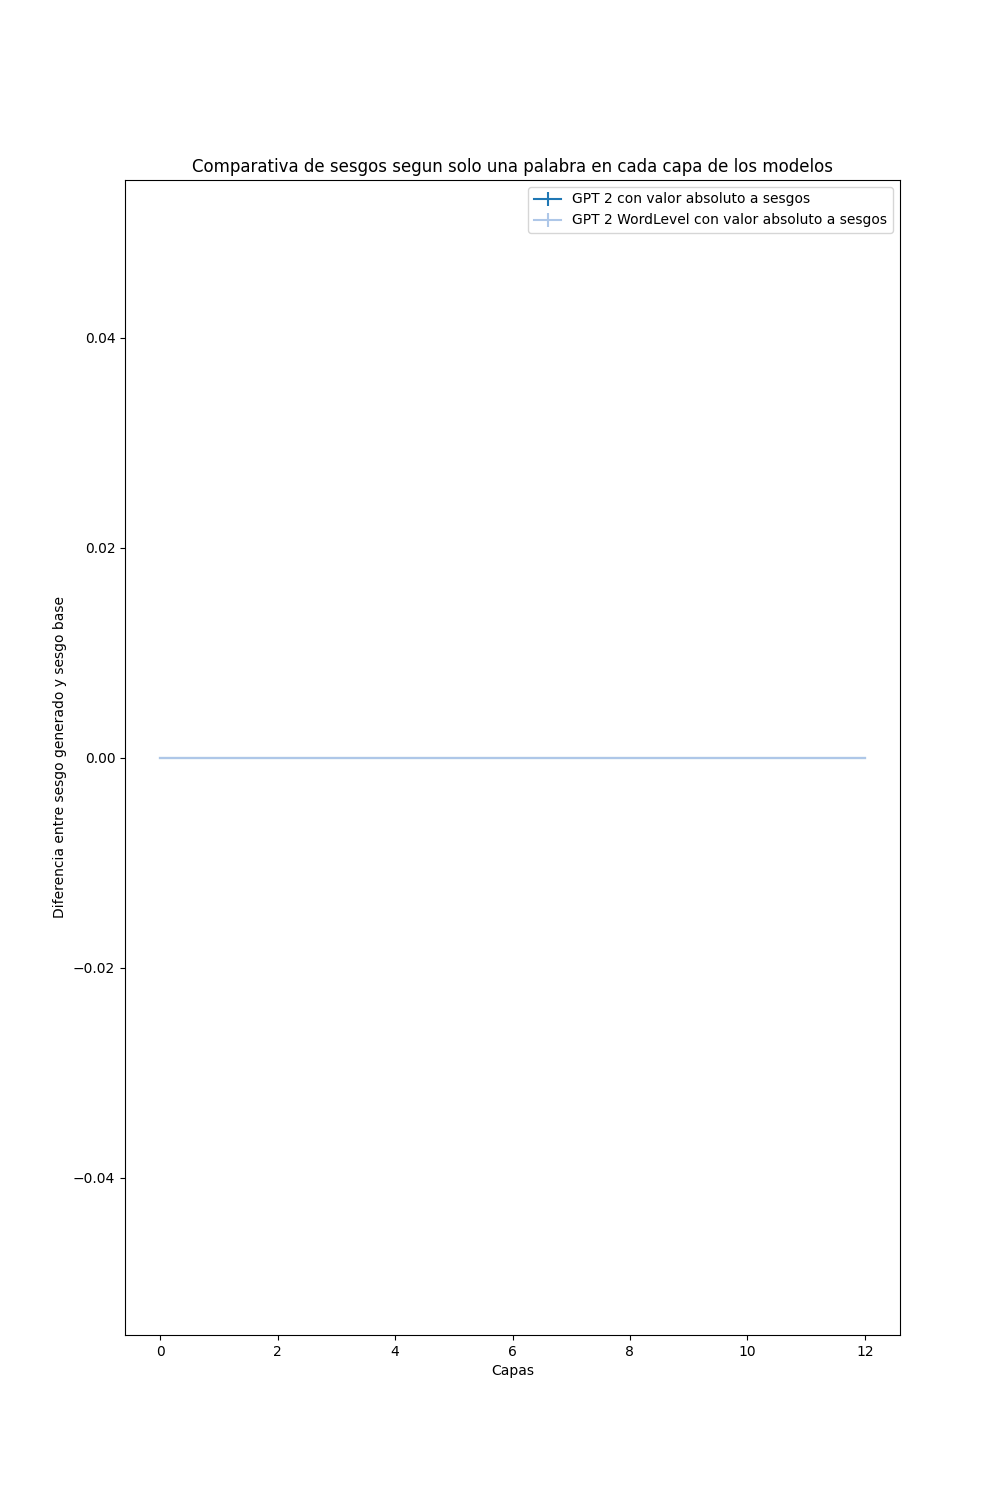 Comparativa de sesgos segun solo una palabra en cada capa de los modelos
GPT 2 con valor absoluto a sesgos
GPT 2 WordLevel con valor absoluto a sesgos
Diferencia entre sesgo generado y sesgo base
0.04
0.02
0.00
−0.02
−0.04
0 2 4 6 8 10 12
Capas